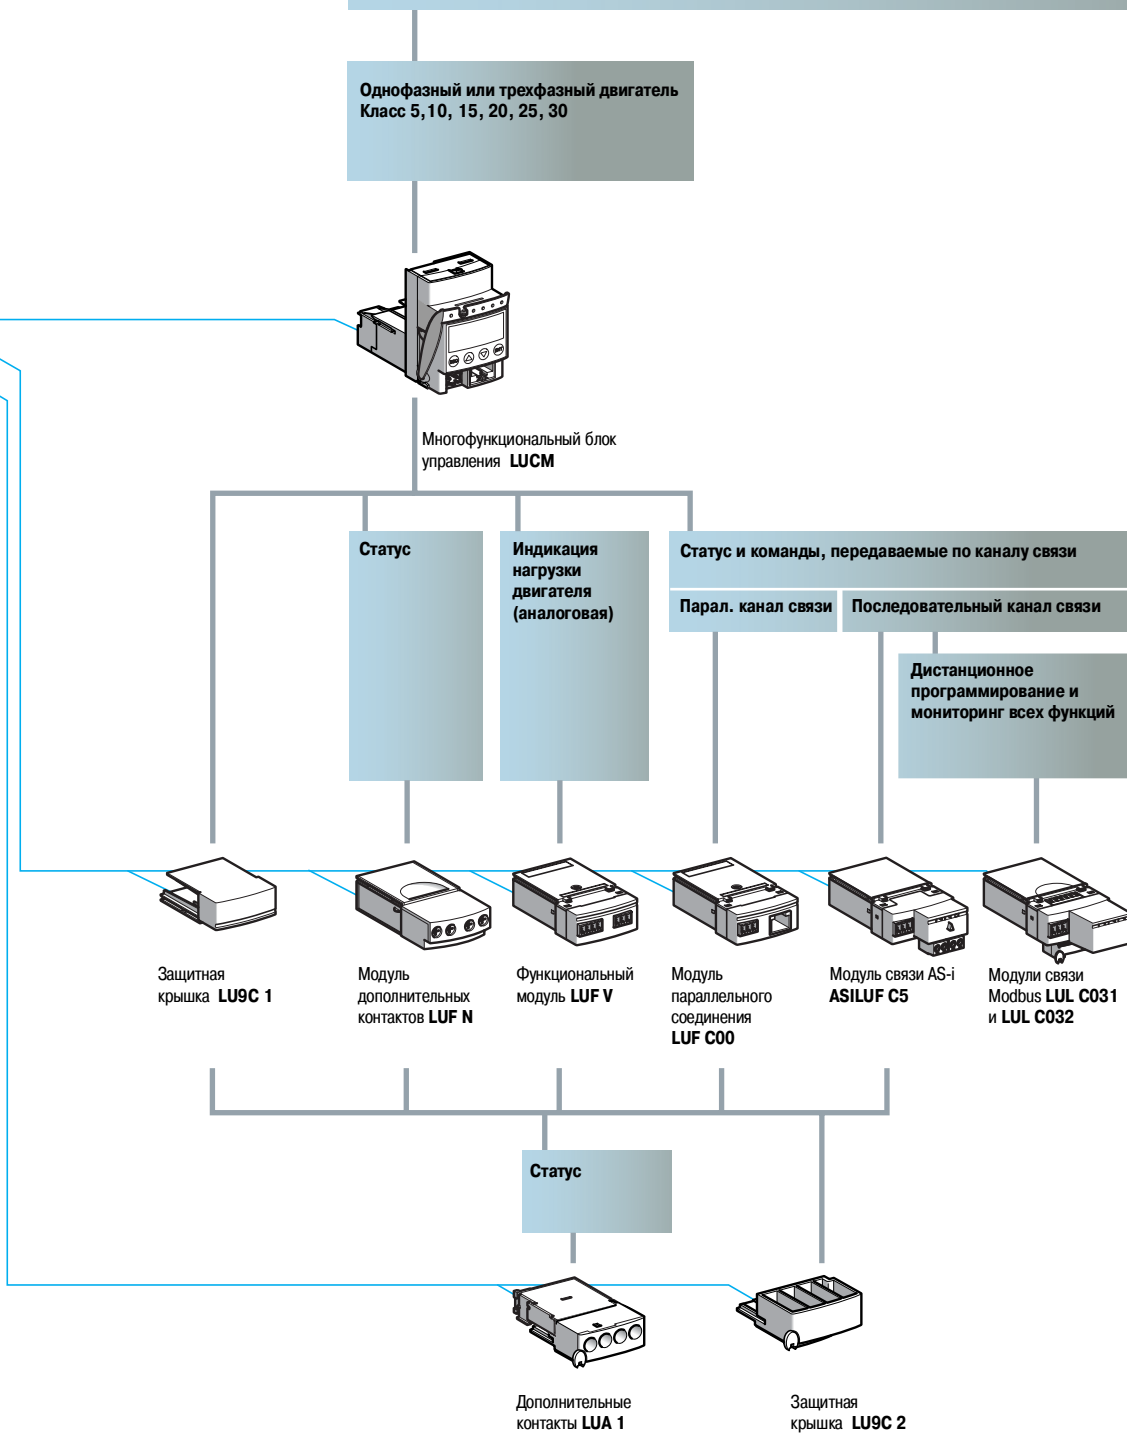 Однофазный или трехфазный двигатель
Класс 5,10, 15, 20, 25, 30
Многофункциональный блок
управления LUCM
Статус
Индикация
нагрузки
двигателя
(аналоговая)
Статус и команды, передаваемые по каналу связи
Парал. канал связи
Последовательный канал связи
Дистанционное
программирование и
мониторинг всех функций
Защитная
крышка LU9C 1
Модуль
дополнительных
контактов LUF N
Функциональный
модуль LUF V
Модуль
параллельного
соединения
LUF C00
Модуль связи AS-i
ASILUF C5
Модули связи
Modbus LUL C031
и LUL C032
Статус
Дополнительные
контакты LUA 1
Защитная
крышка LU9C 2